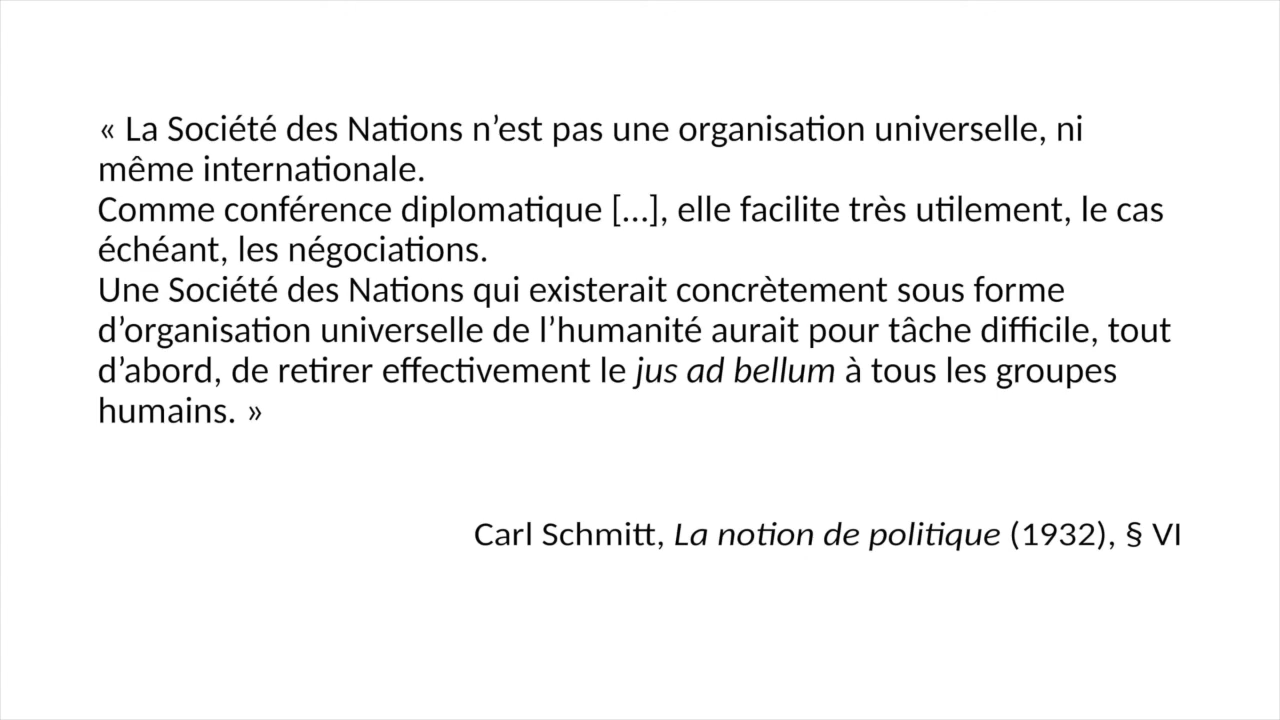 « La Société des Nations n’est pas une organisation universelle, ni
même internationale.
Comme conférence diplomatique […], elle facilite très utilement, le cas
échéant, les négociations.
Une Société des Nations qui existerait concrètement sous forme
d’organisation universelle de l’humanité aurait pour tâche difficile, tout
d’abord, de retirer effectivement le jus ad bellum à tous les groupes
humains. »
Carl Schmitt, La notion de politique (1932), § VI